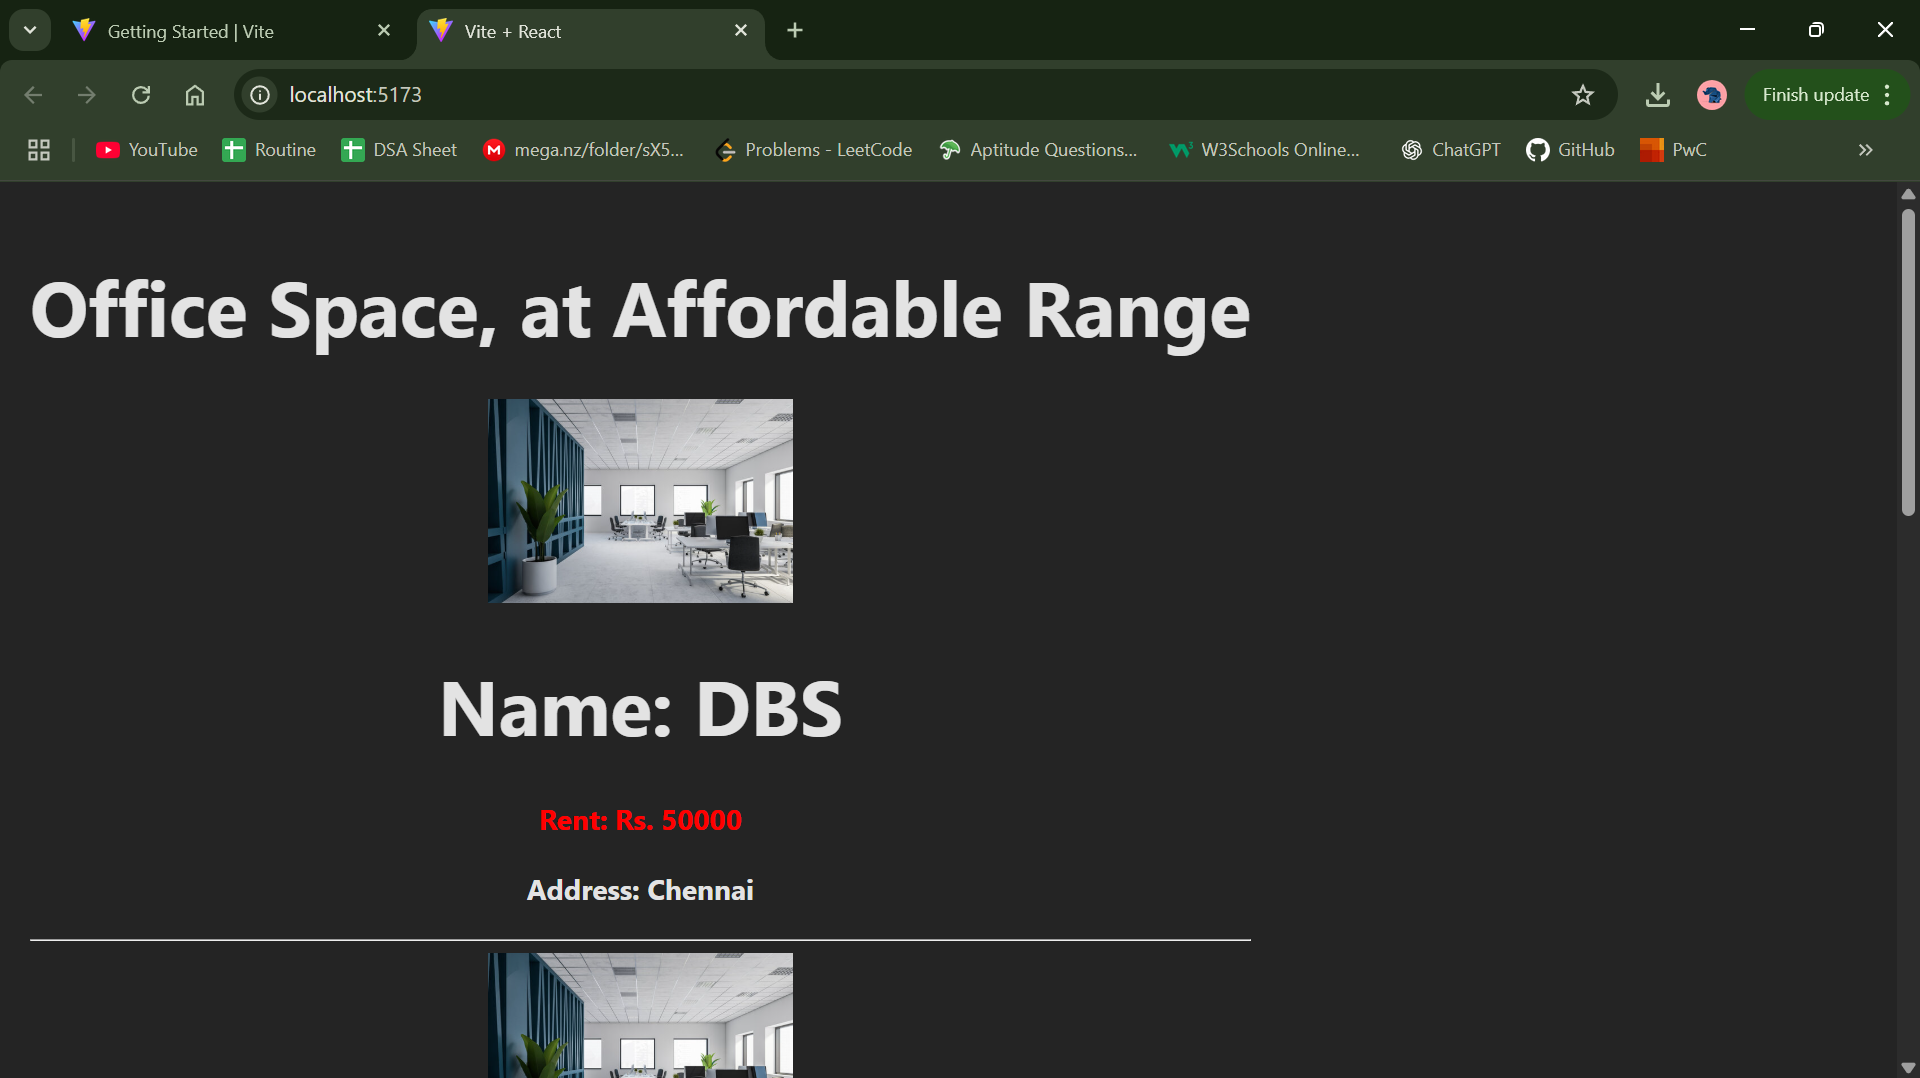 Getting Started | Vite
Vite + React
localhost:5173
Finish update
YouTube
Routine
DSA Sheet
mega.nz/folder/sX5...
Problems - LeetCode
Aptitude Questions...
W3Schools Online...
ChatGPT
GitHub
PwC
Office Space, at Affordable Range
Name: DBS
Rent: Rs. 50000
Address: Chennai